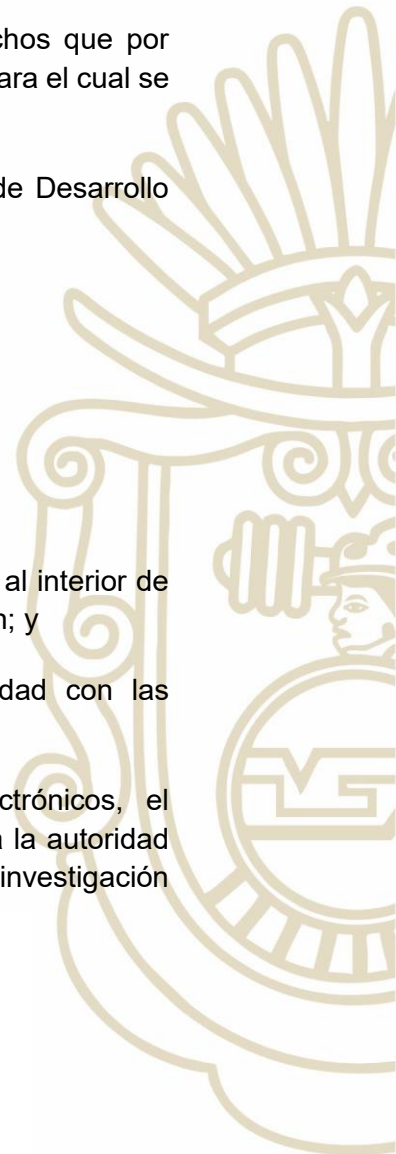 chos que por
ara el cual se
de Desarrollo
al interior de
n; y
dad con las
ctrónicos, el
a la autoridad
investigación